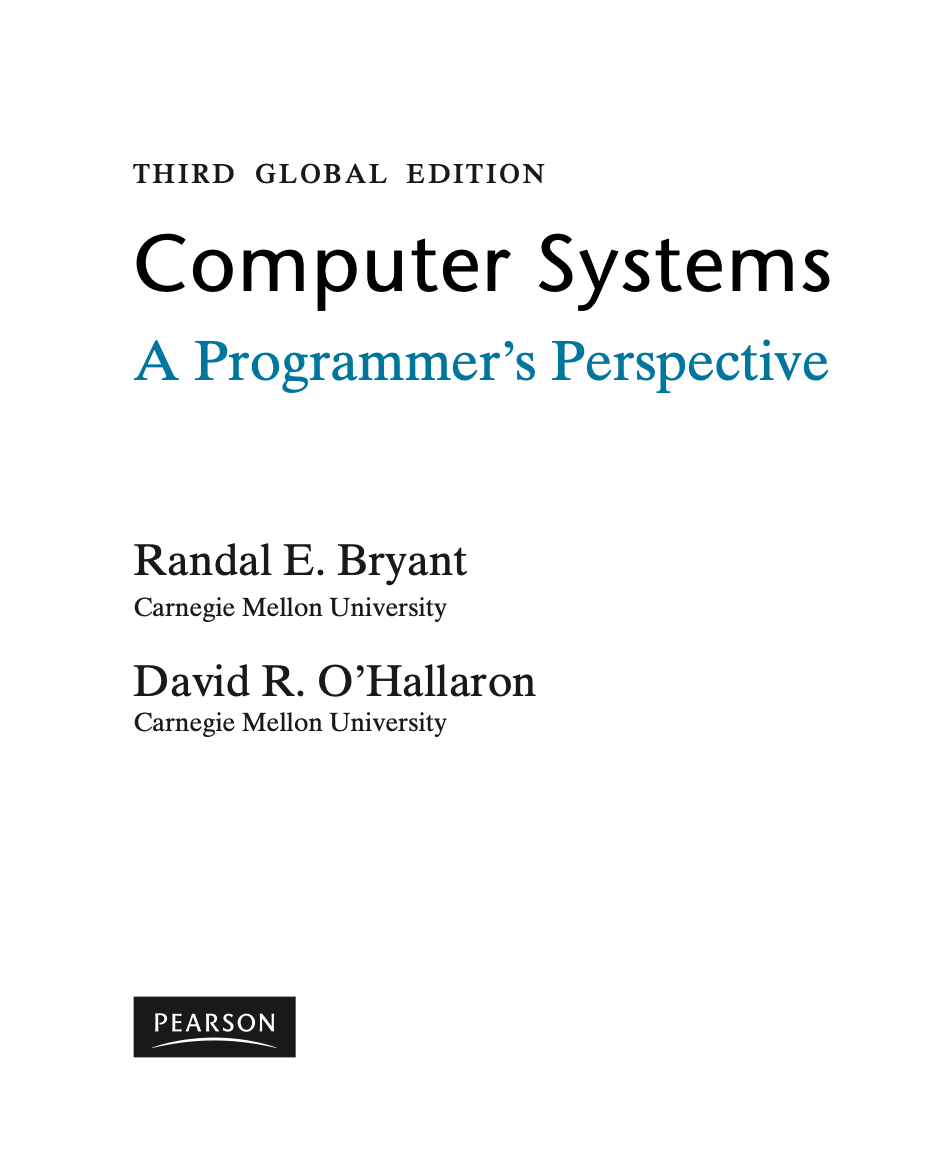 THIRD GLOBAL EDITION
Computer Systems
A Programmer’s Perspective
Randal E. Bryant
Carnegie Mellon University
David R. O’Hallaron
Carnegie Mellon University
PEARSON